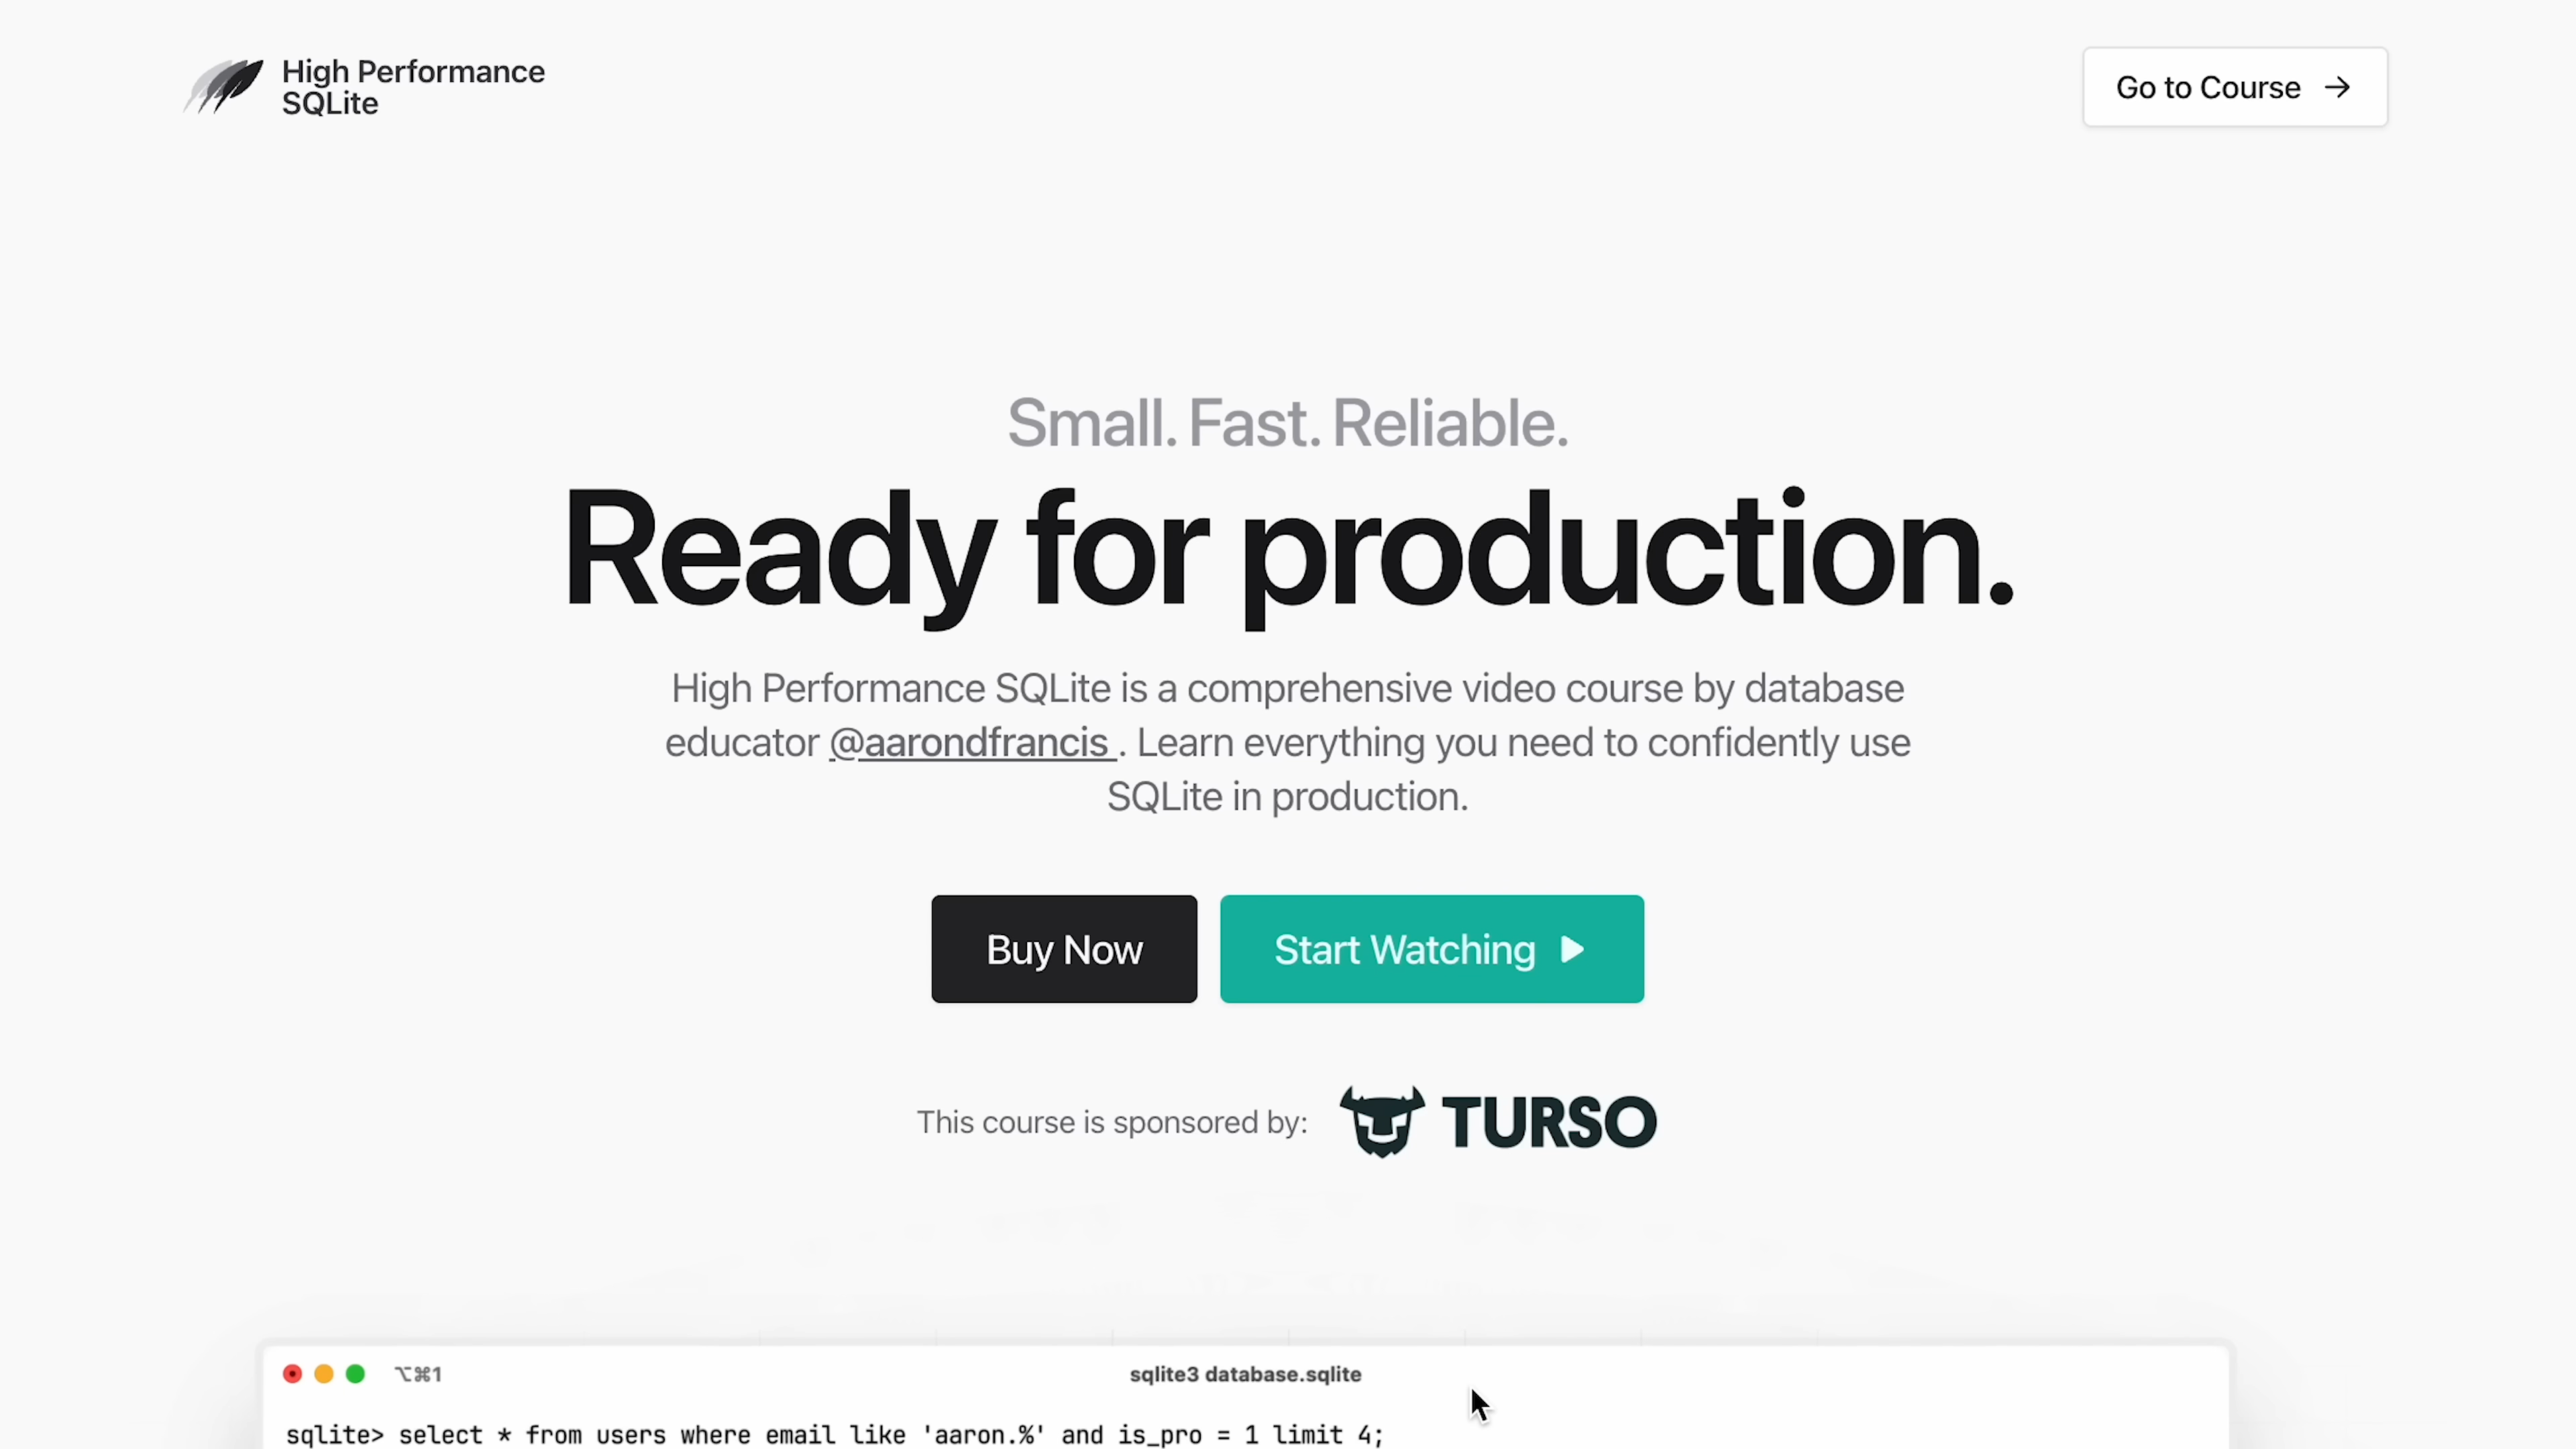 High Performance
SQLite
Go to Course →
Small. Fast. Reliable.
Ready for production.
High Performance SQLite is a comprehensive video course by database
educator @aarondfrancis . Learn everything you need to confidently use
SQLite in production.
Buy Now
Start Watching
This course is sponsored by:
TURSO
⌥⌘1
sqlite3 database.sqlite
sqlite> select * from users where email like 'aaron.%' and is_pro = 1 limit 4;